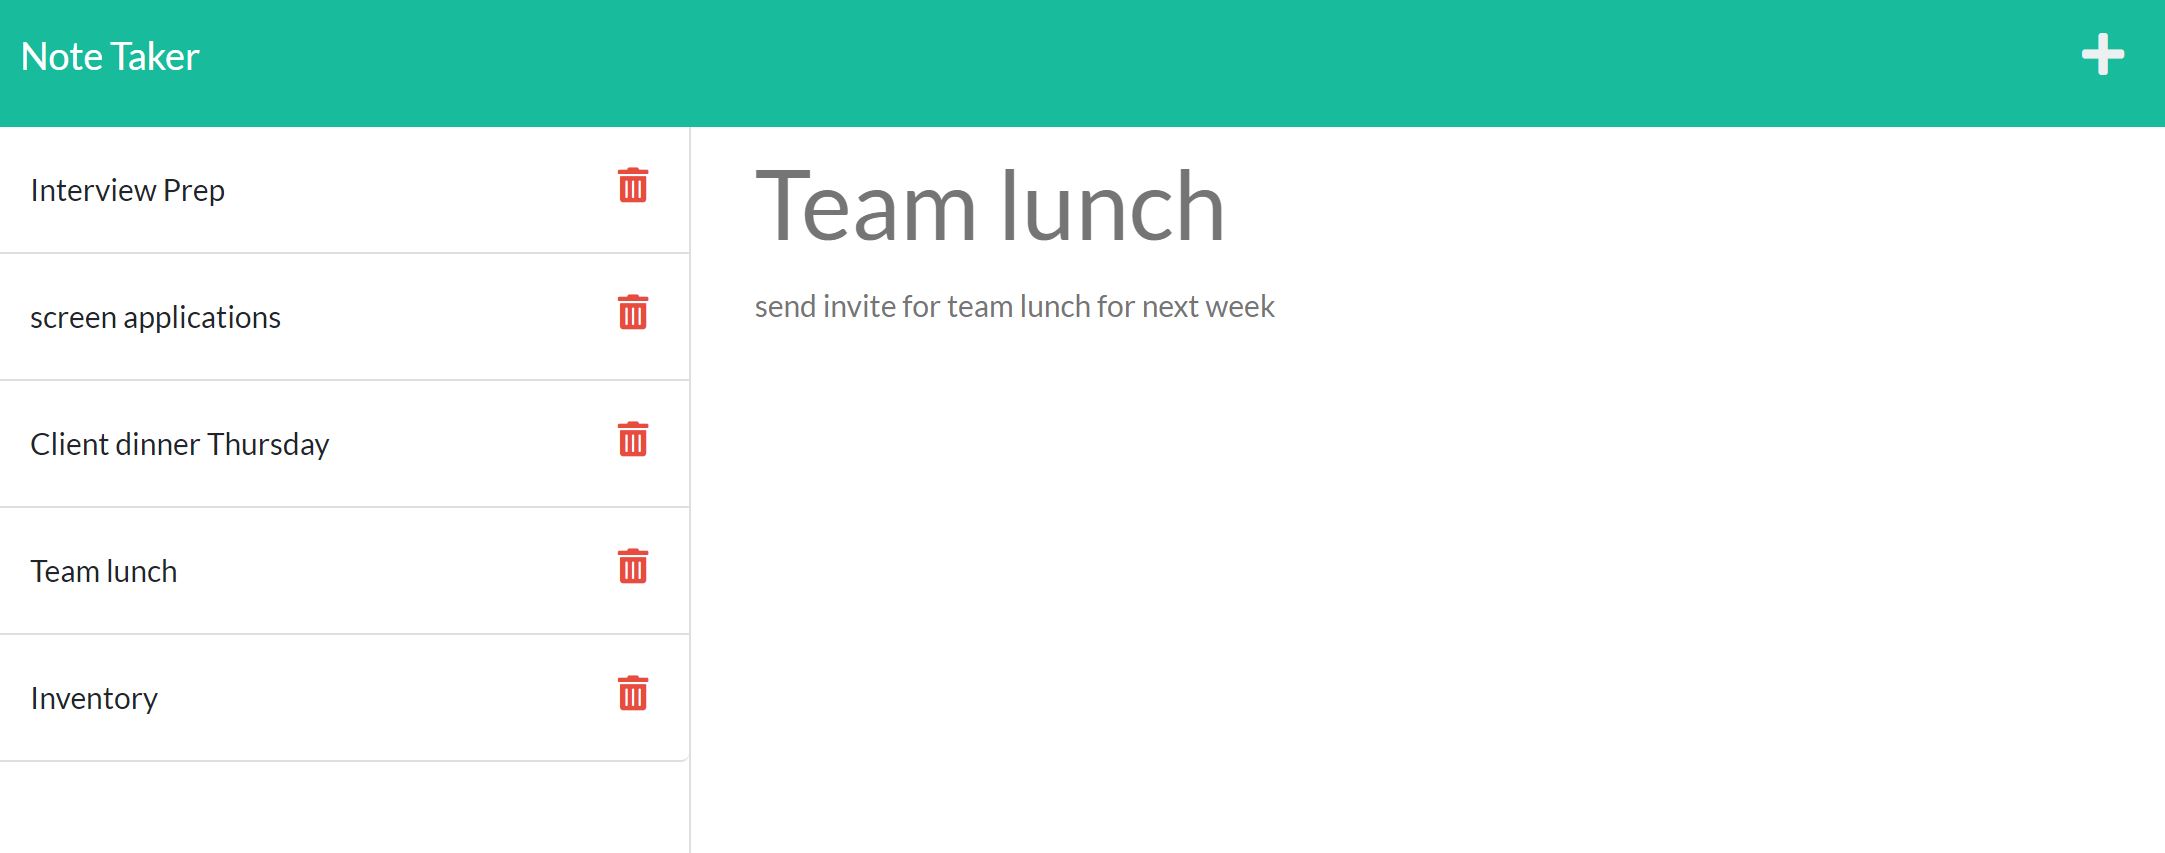 Note Taker
Interview Prep
screen applications
Client dinner Thursday
Team lunch
Inventory
Team lunch
send invite for team lunch for next week